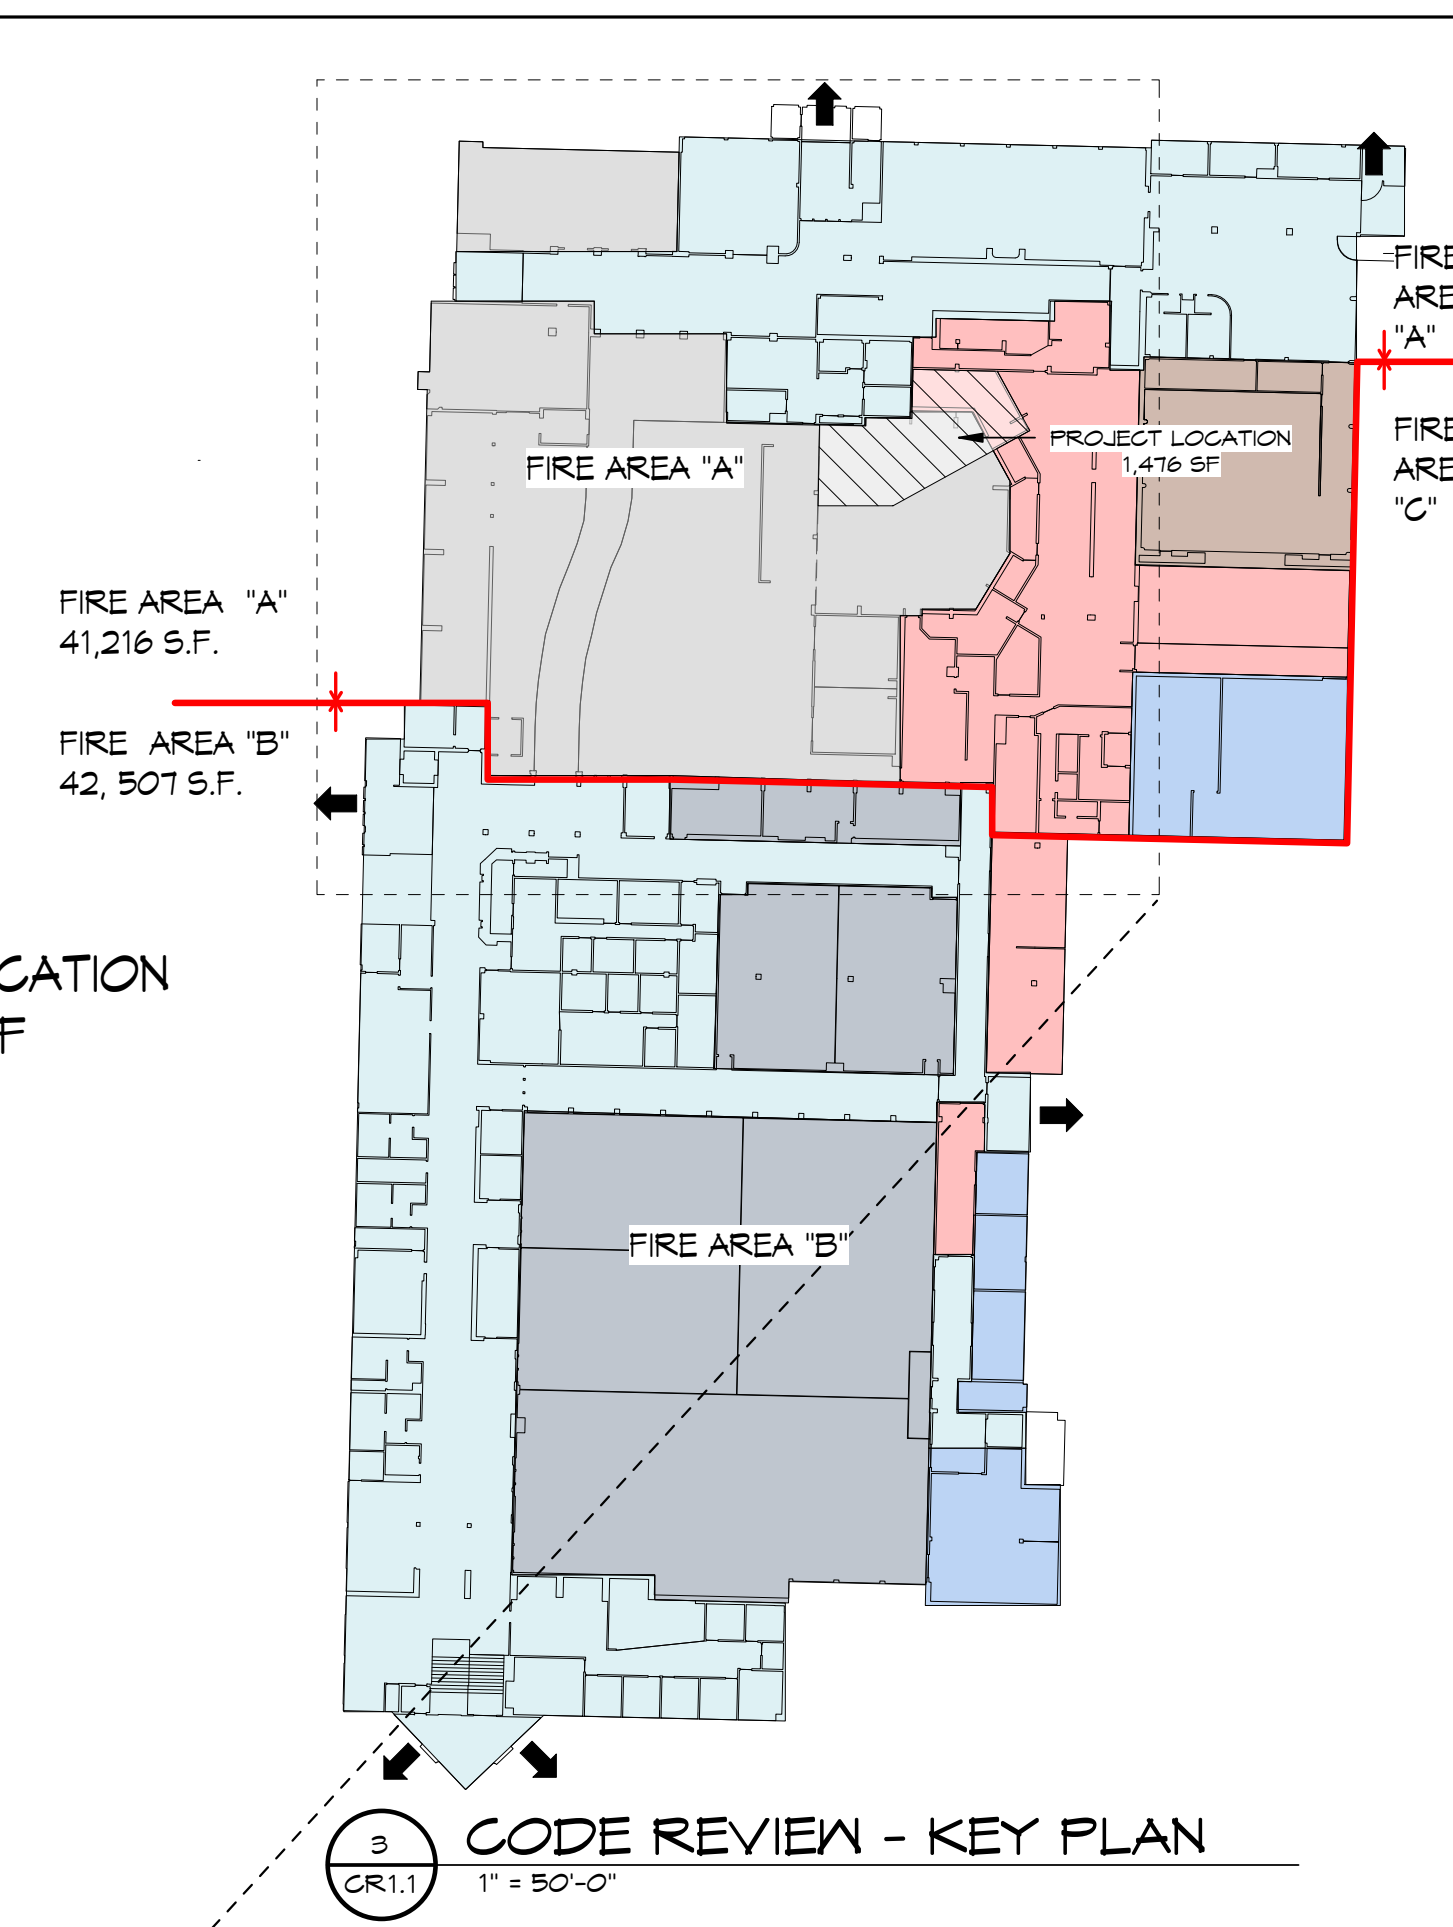 FIRE
ARE
"A"
FIRE
ARE
"C"
PROJECT LOCATION
1,476 SF
FIRE AREA "A"
FIRE AREA "A"
41,216 S.F.
FIRE AREA "B"
42, 507 S.F.
CATION
F
FIRE AREA "B"
3
CR1.1
CODE REVIEW - KEY PLAN
1" = 50'-0"